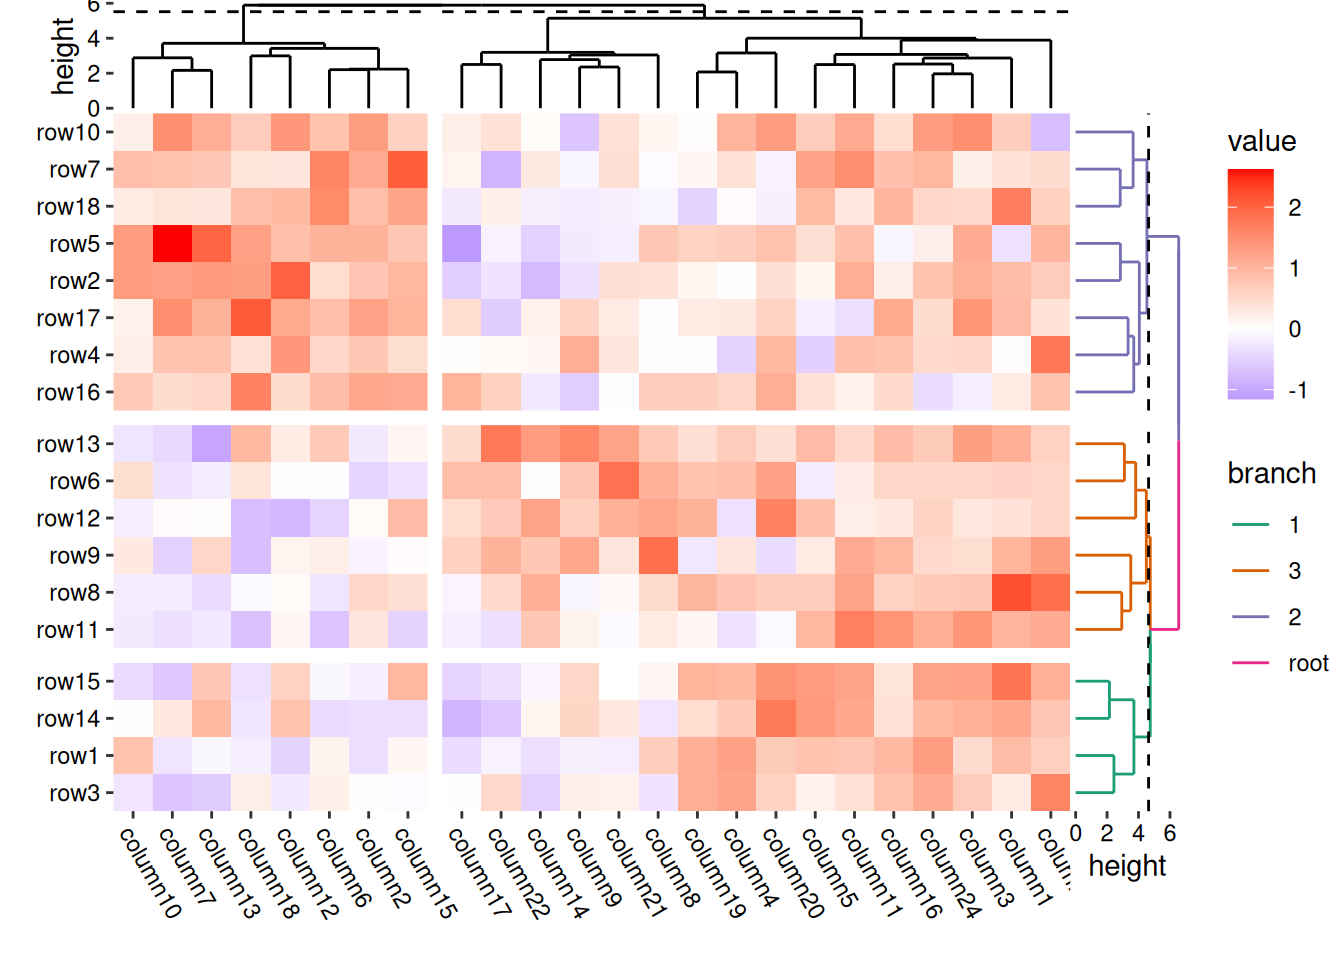 6
4
2
0
height
row10
row7
row18
row5
row2
row17
row4
row16
row13
row6
row12
row9
row8
row11
row15
row14
row1
row3
column10
column7
column13
column18
column12
column6
column2
column15
column17
column22
column14
column9
column21
column8
column19
column4
column20
column5
column11
column16
column24
column3
column1
0 2 4 6
height
value
2
1
0
-1
branch
1
3
2
root